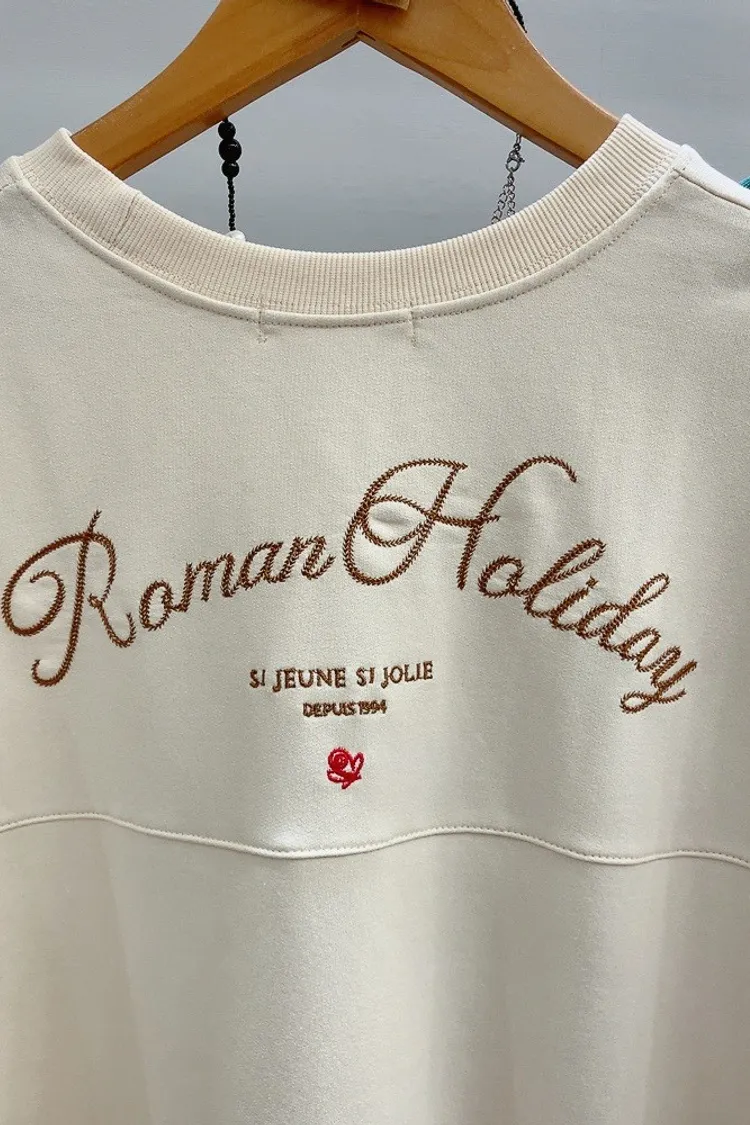 Roman Holiday
SI JEUNE SI JOLIE
DEPUIS 1994